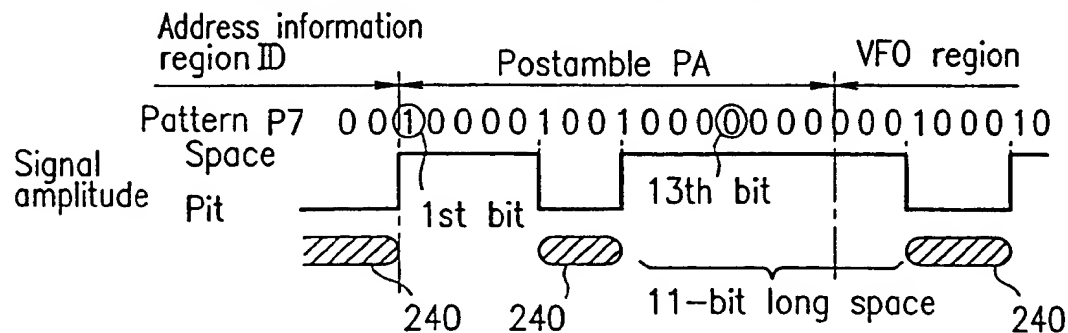 Address information
region ID
Postamble PA
VFO region
Pattern P7 0 0 1 0 0 0 0 1 0 0 1 0 0 0 0 0 0 0 0 0 0 1 0 0 0 1 0
Space
Signal
amplitude
Pit
1st bit
13th bit
11-bit long space
240
240
240